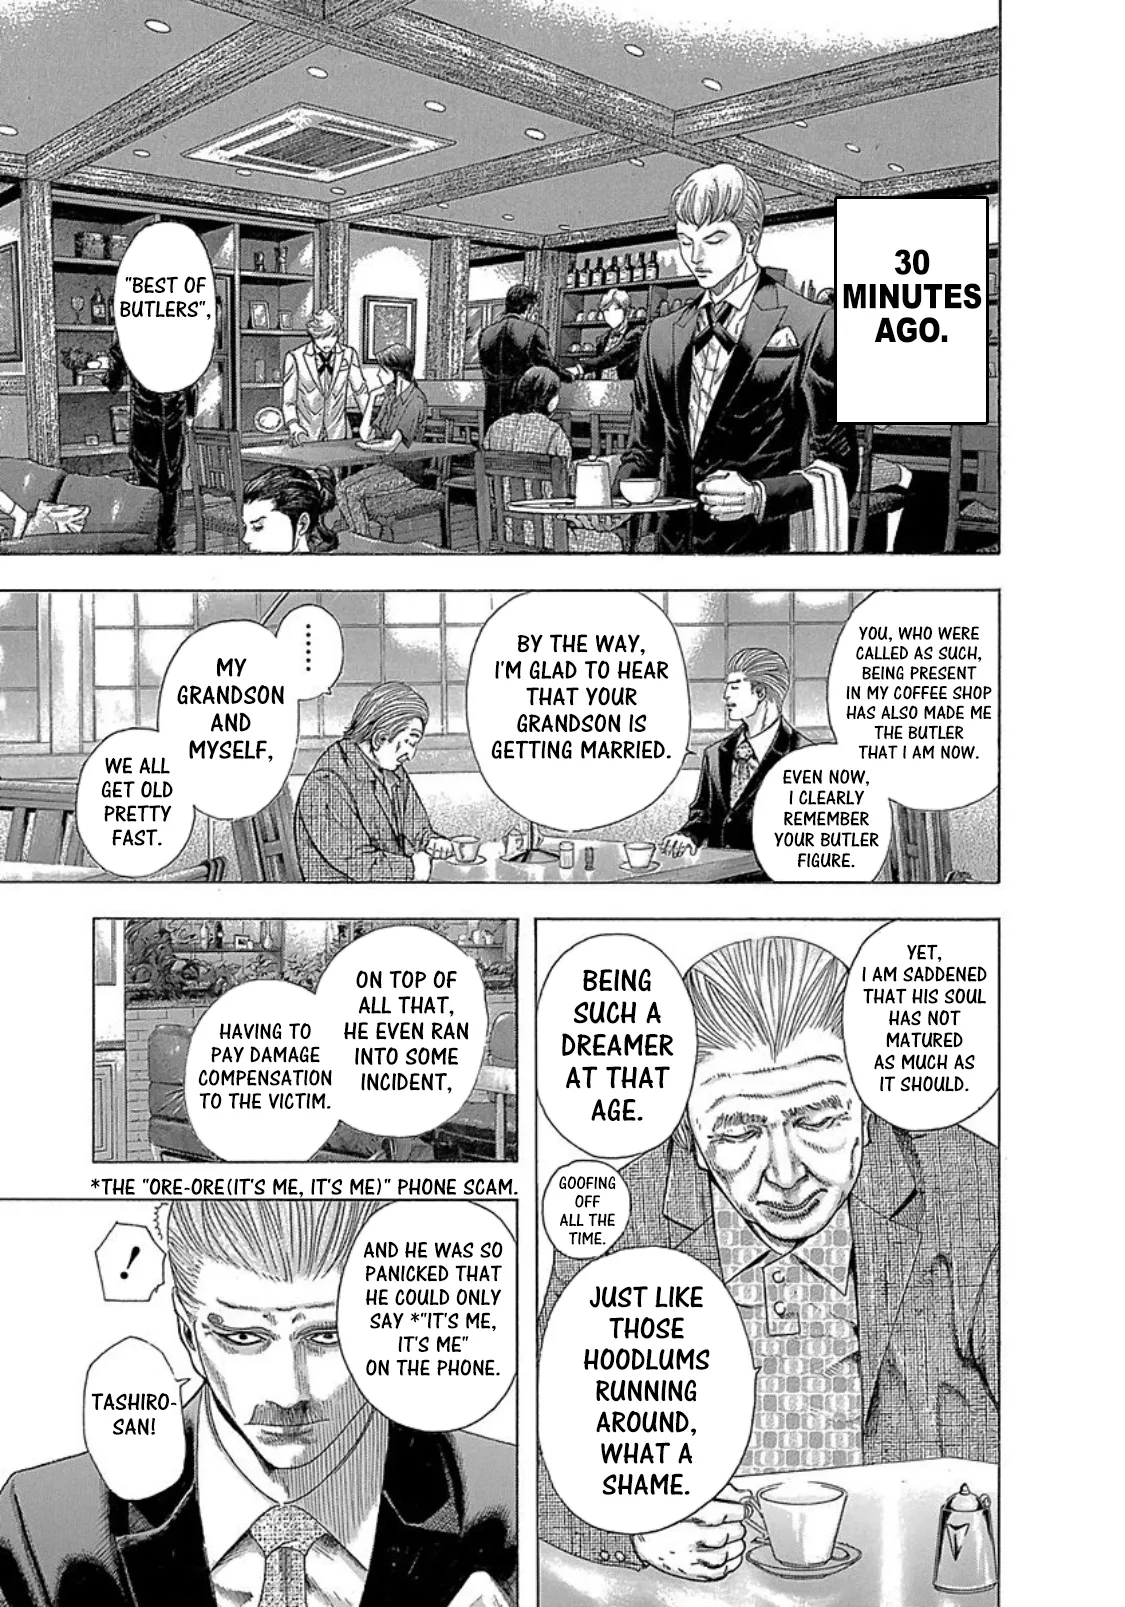 30
MINUTES
AGO.
"BEST OF
BUTLERS",
YOU, WHO WERE
CALLED AS SUCH,
BEING PRESENT
IN MY COFFEE SHOP
HAS ALSO MADE ME
THE BUTLER
THAT I AM NOW.
EVEN NOW,
I CLEARLY
REMEMBER
YOUR BUTLER
FIGURE.
BY THE WAY,
I'M GLAD TO HEAR
THAT YOUR
GRANDSON IS
GETTING MARRIED.
......
MY
GRANDSON
AND
MYSELF,
WE ALL
GET OLD
PRETTY
FAST.
YET,
I AM SADDENED
THAT HIS SOUL
HAS NOT
MATURED
AS MUCH AS
IT SHOULD.
BEING
SUCH A
DREAMER
AT THAT
AGE.
GOOFING
OFF
ALL THE
TIME.
JUST LIKE
THOSE
HOODLUMS
RUNNING
AROUND,
WHAT A
SHAME.
ON TOP OF
ALL THAT,
HE EVEN RAN
INTO SOME
INCIDENT,
HAVING TO
PAY DAMAGE
COMPENSATION
TO THE VICTIM.
*THE "ORE-ORE(IT'S ME, IT'S ME)" PHONE SCAM.
AND HE WAS SO
PANICKED THAT
HE COULD ONLY
SAY *"IT'S ME,
IT'S ME"
ON THE PHONE.
!
TASHIRO-
SAN!